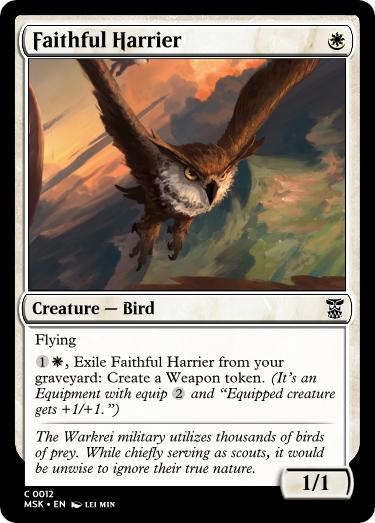 Faithful Harrier
Creature — Bird
Flying
1, Exile Faithful Harrier from your
graveyard: Create a Weapon token. (It's an
Equipment with equip 2 and “Equipped creature
gets +1/+1.”)
The Warkrei military utilizes thousands of birds
of prey. While chiefly serving as scouts, it would
be unwise to ignore their true nature.
1/1
C 0012
MSK • EN LEI MIN